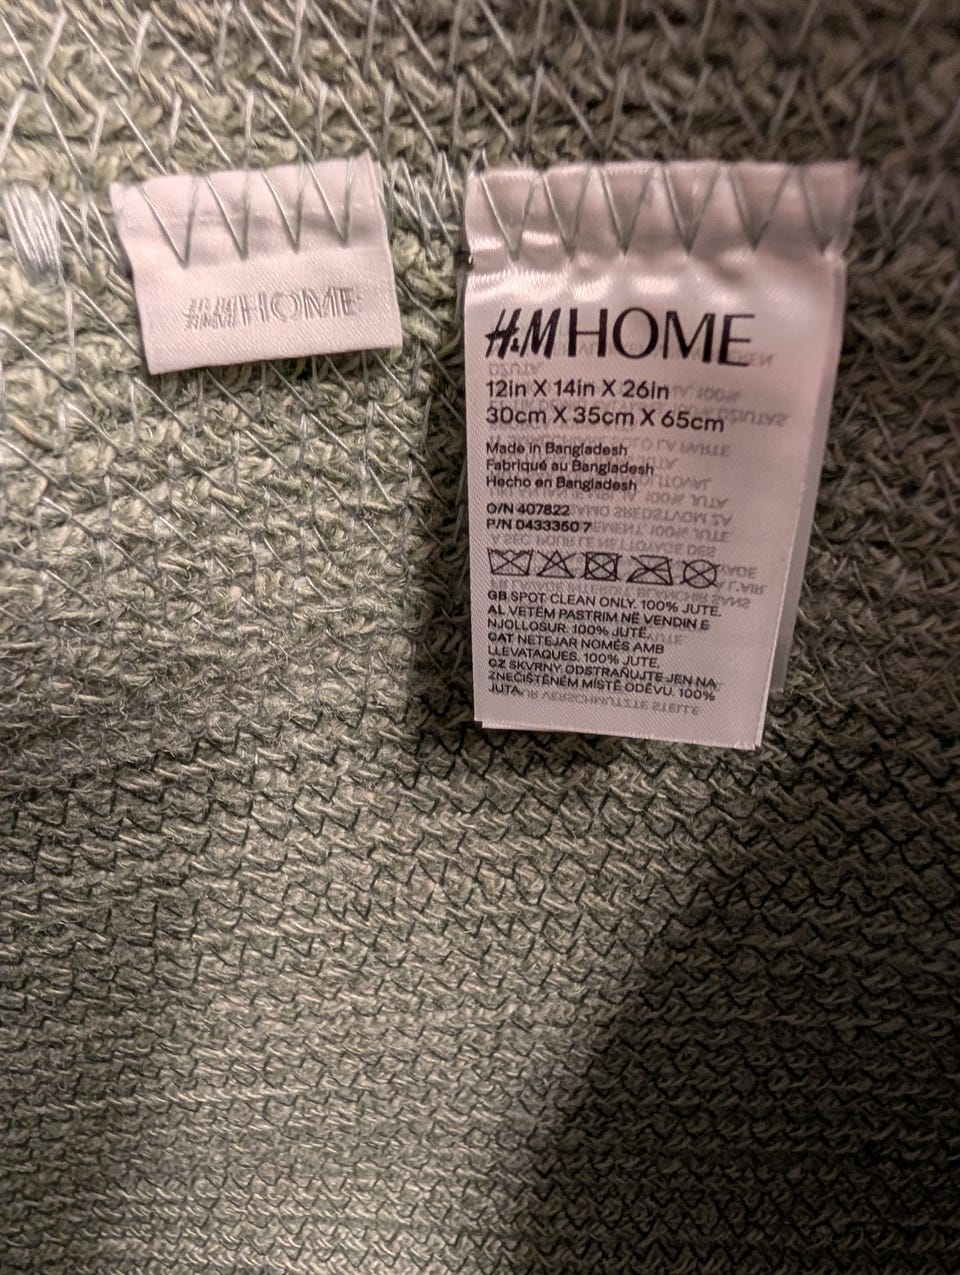 H&M HOME
H&M HOME
12in X 14in X 26in
30cm X 35cm X 65cm
Made in Bangladesh
Fabriqué au Bangladesh
Hecho en Bangladesh
O/N 407822
P/N 0433350 7
GB SPOT CLEAN ONLY. 100% JUTE.
AL VETËM PASTRIM NË VENDIN E
NJOLLOSUR. 100% JUTË.
CAT NETEJAR NOMÉS AMB
LLEVATAQUES. 100% JUTE.
CZ SKVRNY ODSTRAŇUJTE JEN NA
ZNEČIŠTĚNÉM MÍSTĚ ODĚVU. 100%
JUTA.